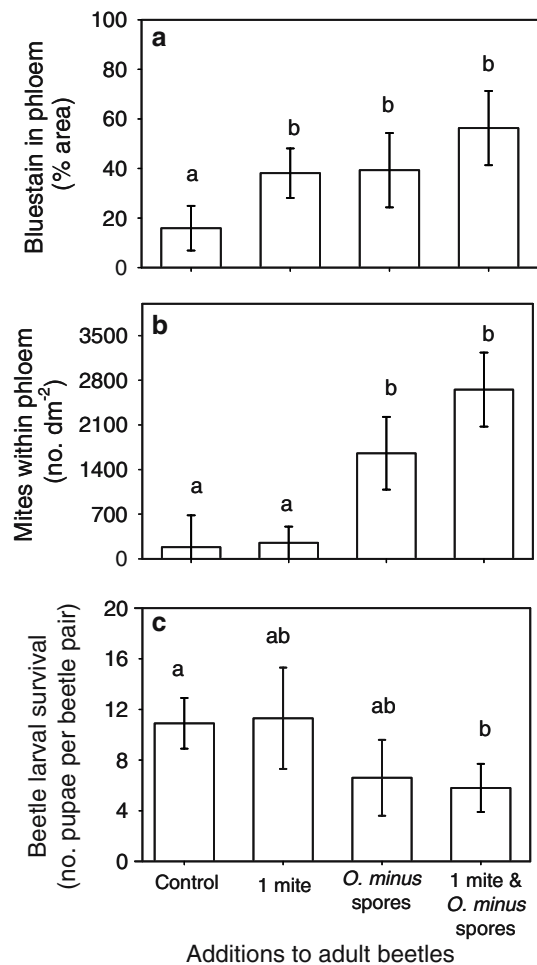 a
Bluestain in phloem
(% area)
100
80
60
40
20
0
a
b
b
b
b
Mites within phloem
(no. dm⁻²)
3500
2800
2100
1400
700
0
a
a
b
b
c
Beetle larval survival
(no. pupae per beetle pair)
20
16
12
8
4
0
a
ab
ab
b
Control
1 mite
O. minus
spores
1 mite &
O. minus
spores
Additions to adult beetles